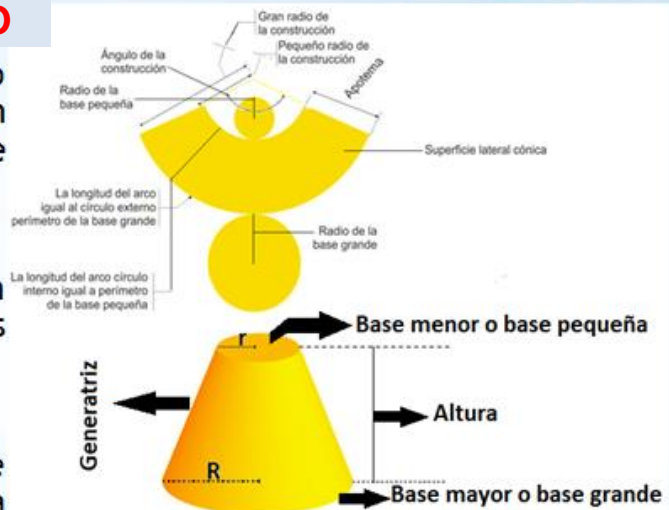 Gran radio de
la construcción
Pequeño radio de
la construcción
Ángulo de la
construcción
Apotema
Radio de la
base pequeña
Superficie lateral cónica
La longitud del arco
igual al círculo externo
perímetro de la base grande
Radio de la
base grande
La longitud del arco círculo
interno igual a perímetro
de la base pequeña
Base menor o base pequeña
r
Generatriz
Altura
R
Base mayor o base grande